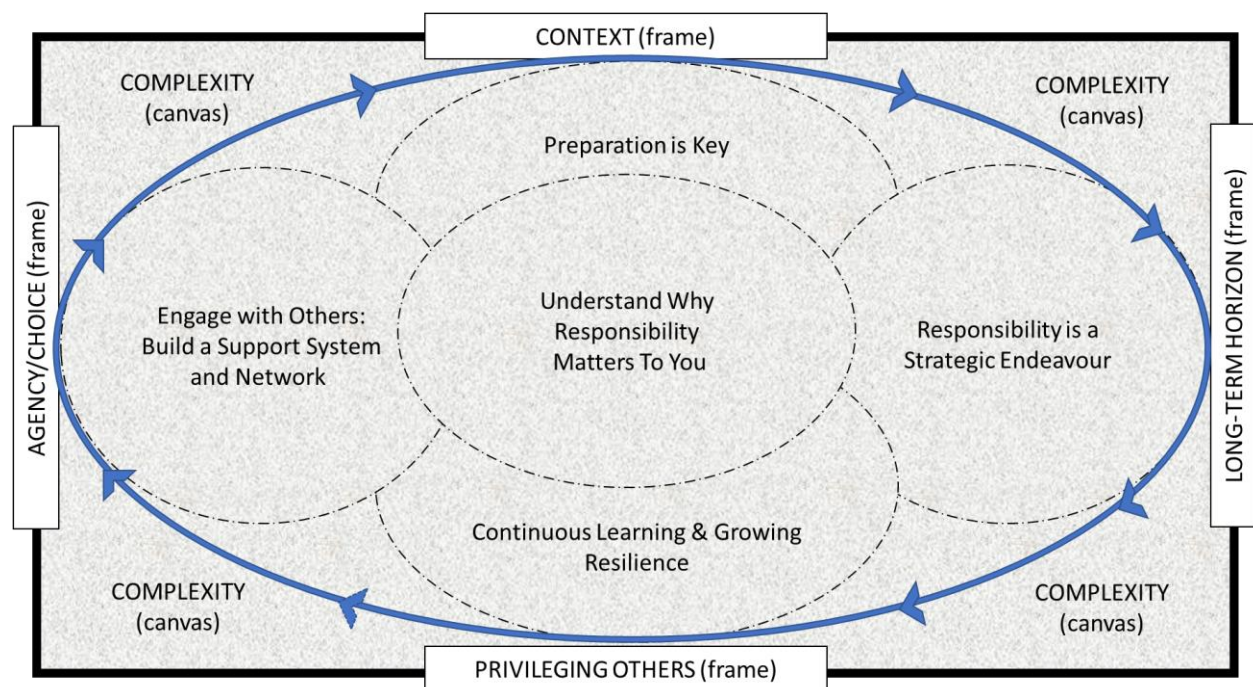 CONTEXT (frame)
COMPLEXITY
(canvas)
COMPLEXITY
(canvas)
Preparation is Key
AGENCY/CHOICE (frame)
Engage with Others:
Build a Support System
and Network
Understand Why
Responsibility
Matters To You
Responsibility is a
Strategic Endeavour
LONG-TERM HORIZON (frame)
Continuous Learning & Growing
Resilience
COMPLEXITY
(canvas)
COMPLEXITY
(canvas)
PRIVILEGING OTHERS (frame)